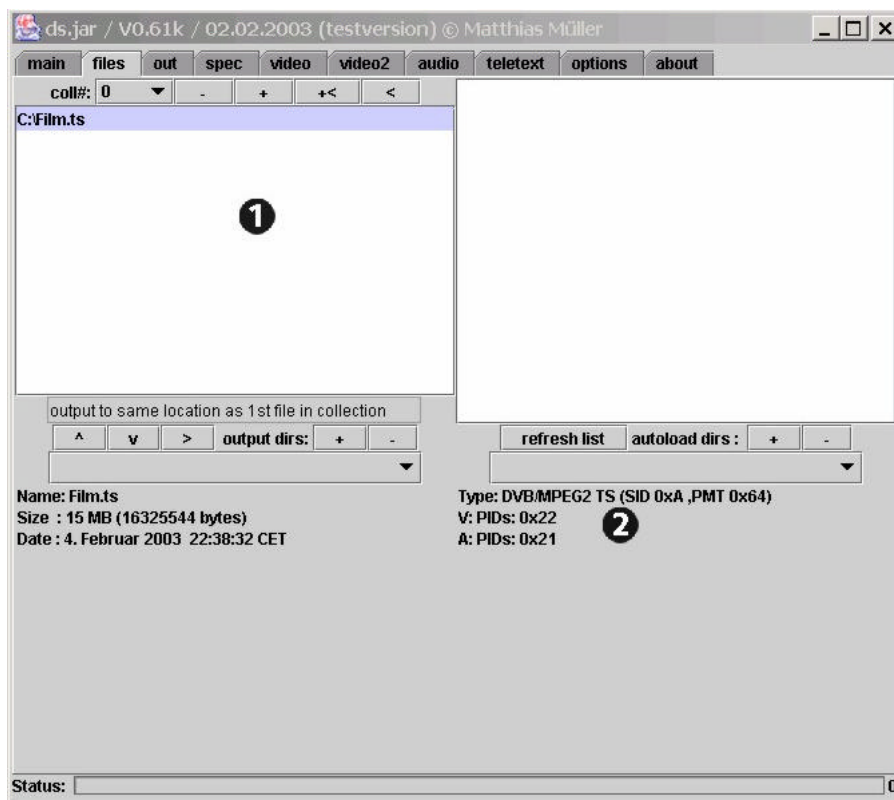 ds.jar / V0.61k / 02.02.2003 (testversion) © Matthias Müller
main files out spec video video2 audio teletext options about
coll#: 0 - + +< <
C:\Film.ts
1
output to same location as 1st file in collection
^ v > output dirs: + -
refresh list autoload dirs : + -
Name: Film.ts
Size : 15 MB (16325544 bytes)
Date : 4. Februar 2003 22:38:32 CET
Type: DVB/MPEG2 TS (SID 0xA ,PMT 0x64)
V: PIDs: 0x22
A: PIDs: 0x21
2
Status: